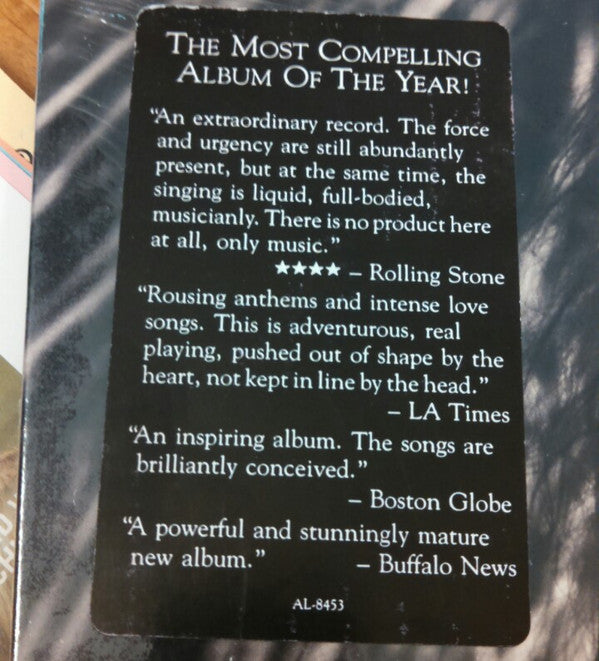 THE MOST COMPELLING
ALBUM OF THE YEAR!
“An extraordinary record. The force
and urgency are still abundantly
present, but at the same time, the
singing is liquid, full-bodied,
musicianly. There is no product here
at all, only music.”
★★★★ – Rolling Stone
“Rousing anthems and intense love
songs. This is adventurous, real
playing, pushed out of shape by the
heart, not kept in line by the head.”
– LA Times
“An inspiring album. The songs are
brilliantly conceived.”
– Boston Globe
“A powerful and stunningly mature
new album.” – Buffalo News
AL-8453